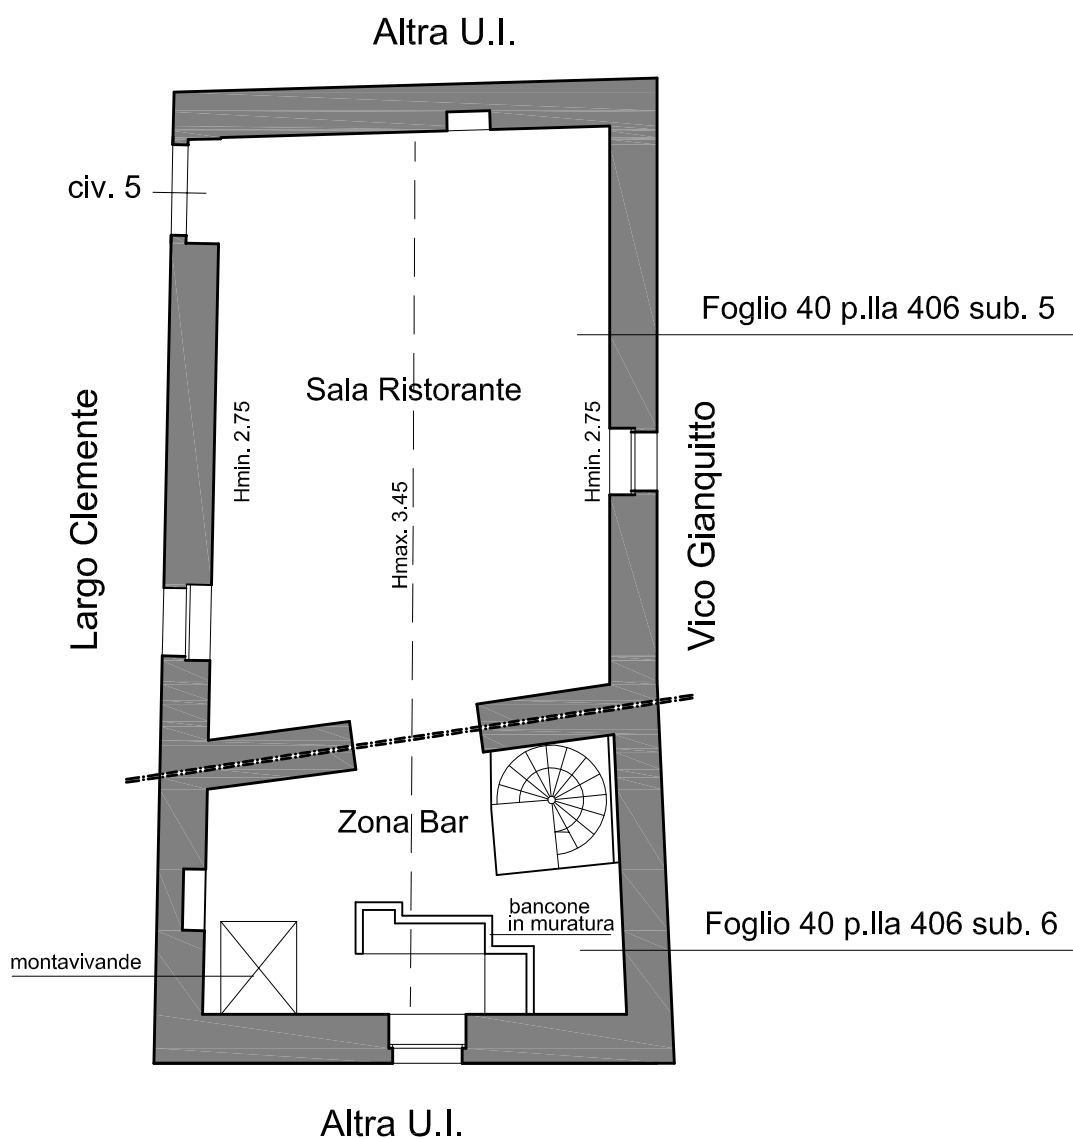 Altra U.I.
civ. 5
Foglio 40 p.lla 406 sub. 5
Sala Ristorante
Largo Clemente
Hmin. 2.75
Hmax. 3.45
Hmin. 2.75
Vico Gianquitto
Zona Bar
bancone
in muratura
Foglio 40 p.lla 406 sub. 6
montavivande
Altra U.I.